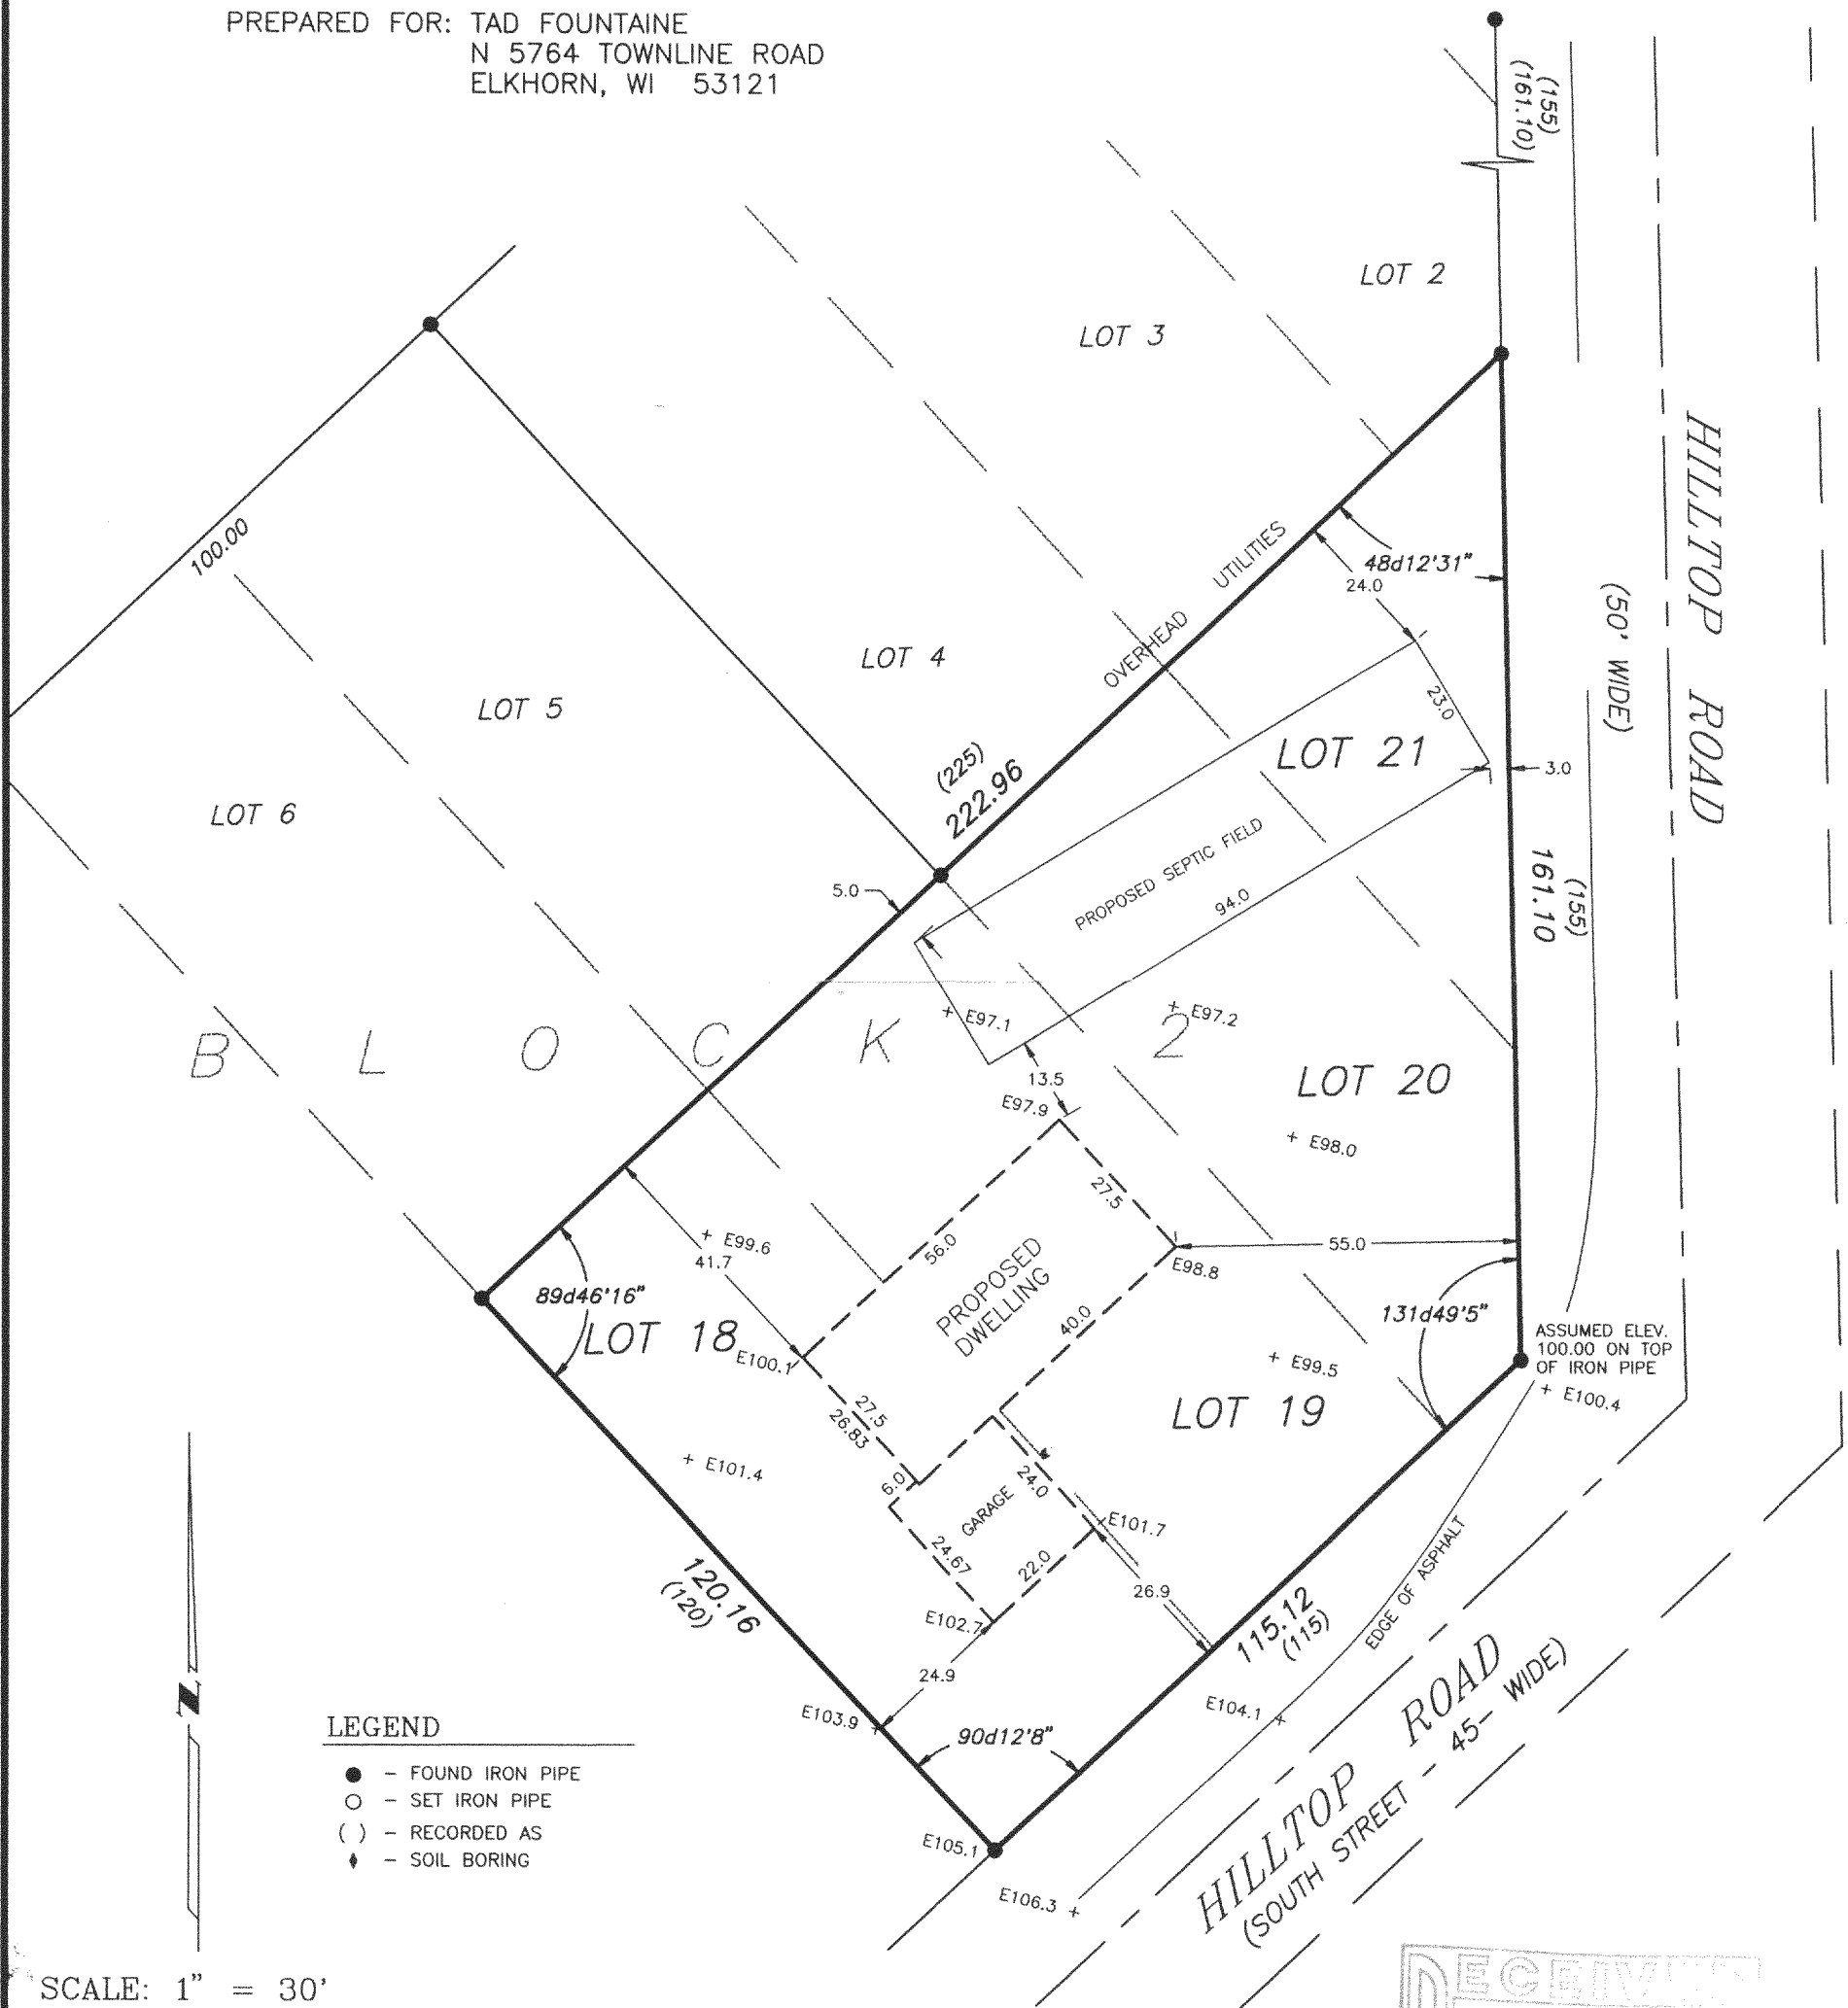 PREPARED FOR: TAD FOUNTAINE
N 5764 TOWNLINE ROAD
ELKHORN, WI 53121
(155)
(161.10)
LOT 2
LOT 3
HILLTOP ROAD
(50' WIDE)
100.00
OVERHEAD UTILITIES
48d12'31"
24.0
LOT 4
LOT 5
LOT 6
23.0
LOT 21
3.0
(225)
222.96
PROPOSED SEPTIC FIELD
94.0
5.0
161.10
(155)
+ E97.1
+ E97.2
B L O C K 2
13.5
E97.9
LOT 20
+ E98.0
27.5
+ E99.6
41.7
56.0
55.0
E98.8
89d46'16"
PROPOSED
DWELLING
40.0
131d49'5"
LOT 18
E100.1
ASSUMED ELEV.
100.00 ON TOP
OF IRON PIPE
+ E99.5
+ E100.4
LOT 19
27.5
26.83
+ E101.4
6.0
24.0
GARAGE
E101.7
24.67
22.0
26.9
EDGE OF ASPHALT
120.16
(120)
E102.7
115.12
(115)
24.9
E103.9 +
E104.1 +
90d12'8"
HILLTOP ROAD
(SOUTH STREET - 45- WIDE)
E105.1
E106.3 +
N
LEGEND
● - FOUND IRON PIPE
○ - SET IRON PIPE
( ) - RECORDED AS
♦ - SOIL BORING
SCALE: 1" = 30'